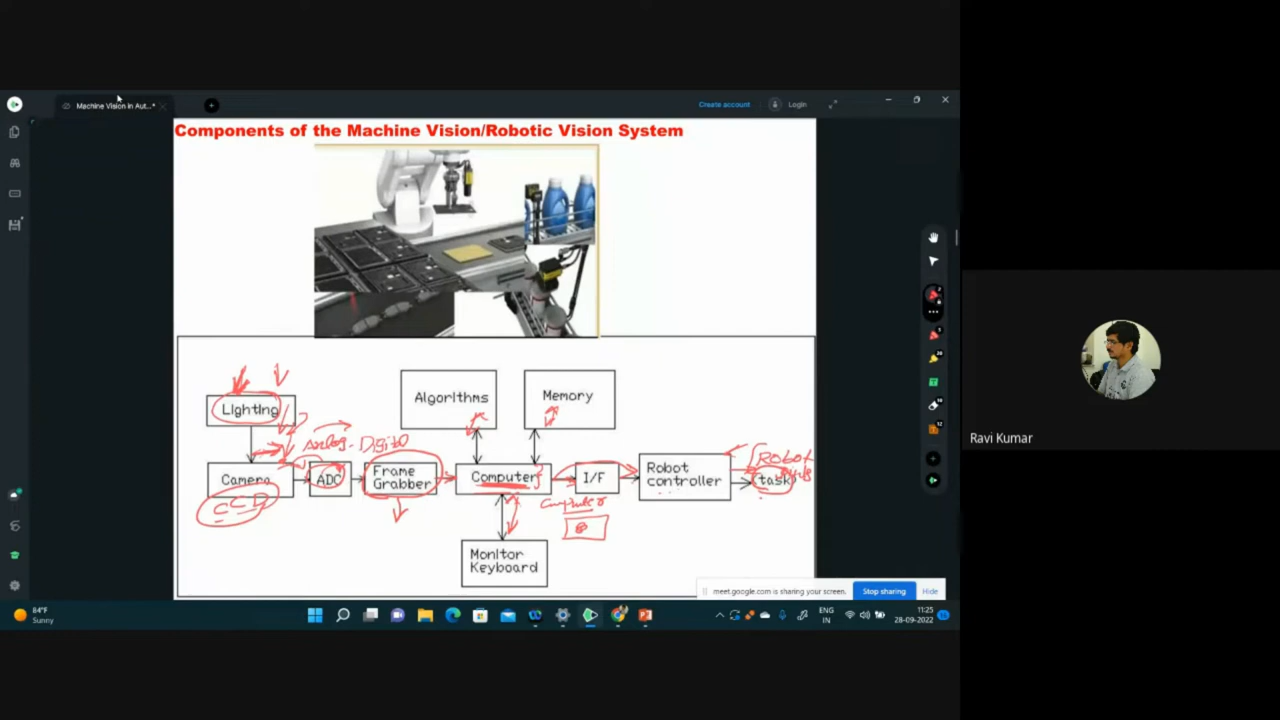 Machine Vision in Aut...*
Create account
Login
Components of the Machine Vision/Robotic Vision System
Lighting
Algorithms
Memory
Analog - Digital
Camera
ADC
Frame
Grabber
Computer
I/F
Robot
controller
task
Robot
CCD
Computer
Monitor
Keyboard
Ravi Kumar
meet.google.com is sharing your screen.
Stop sharing
Hide
84°F
Sunny
ENG
IN
11:25
28-09-2022